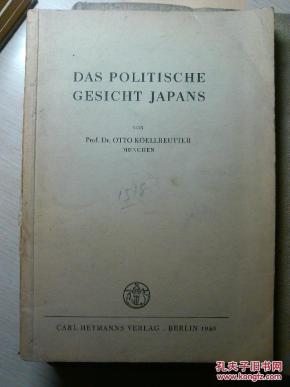 DAS POLITISCHE
GESICHT JAPANS
VON
Prof. Dr. OTTO KOELLREUTTER
MÜNCHEN
CARL HEYMANNS VERLAG · BERLIN 1940
孔夫子旧书网